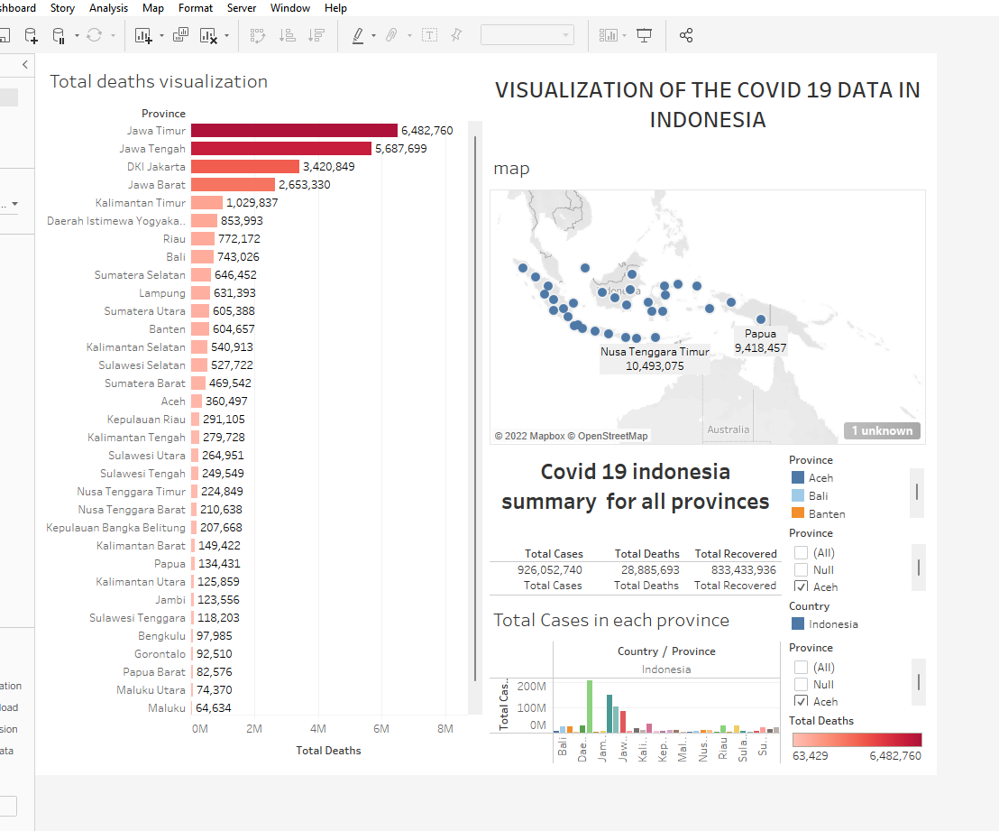 shboard Story Analysis Map Format Server Window Help
Total deaths visualization
Province
Jawa Timur 6,482,760
Jawa Tengah 5,687,699
DKI Jakarta 3,420,849
Jawa Barat 2,653,330
Kalimantan Timur 1,029,837
Daerah Istimewa Yogyaka.. 853,993
Riau 772,172
Bali 743,026
Sumatera Selatan 646,452
Lampung 631,393
Sumatera Utara 605,388
Banten 604,657
Kalimantan Selatan 540,913
Sulawesi Selatan 527,722
Sumatera Barat 469,542
Aceh 360,497
Kepulauan Riau 291,105
Kalimantan Tengah 279,728
Sulawesi Utara 264,951
Sulawesi Tengah 249,549
Nusa Tenggara Timur 224,849
Nusa Tenggara Barat 210,638
Kepulauan Bangka Belitung 207,668
Kalimantan Barat 149,422
Papua 134,431
Kalimantan Utara 125,859
Jambi 123,556
Sulawesi Tenggara 118,203
Bengkulu 97,985
Gorontalo 92,510
Papua Barat 82,576
Maluku Utara 74,370
Maluku 64,634
0M 2M 4M 6M 8M
Total Deaths
VISUALIZATION OF THE COVID 19 DATA IN
INDONESIA
map
Indonesia
Papua
9,418,457
Nusa Tenggara Timur
10,493,075
Australia
© 2022 Mapbox © OpenStreetMap
1 unknown
Covid 19 indonesia
summary for all provinces
Total Cases Total Deaths Total Recovered
926,052,740 28,885,693 833,433,936
Total Cases Total Deaths Total Recovered
Total Cases in each province
Country / Province
Indonesia
Total Cas..
200M
100M
0M
Bali Dae.. Jam.. Jaw.. Kali.. Kep.. Mal.. Nus.. Riau Sula.. Su..
Province
Aceh
Bali
Banten
Province
(All)
Null
Aceh
Country
Indonesia
Province
(All)
Null
Aceh
Total Deaths
63,429 6,482,760
..
ation
load
sion
ata